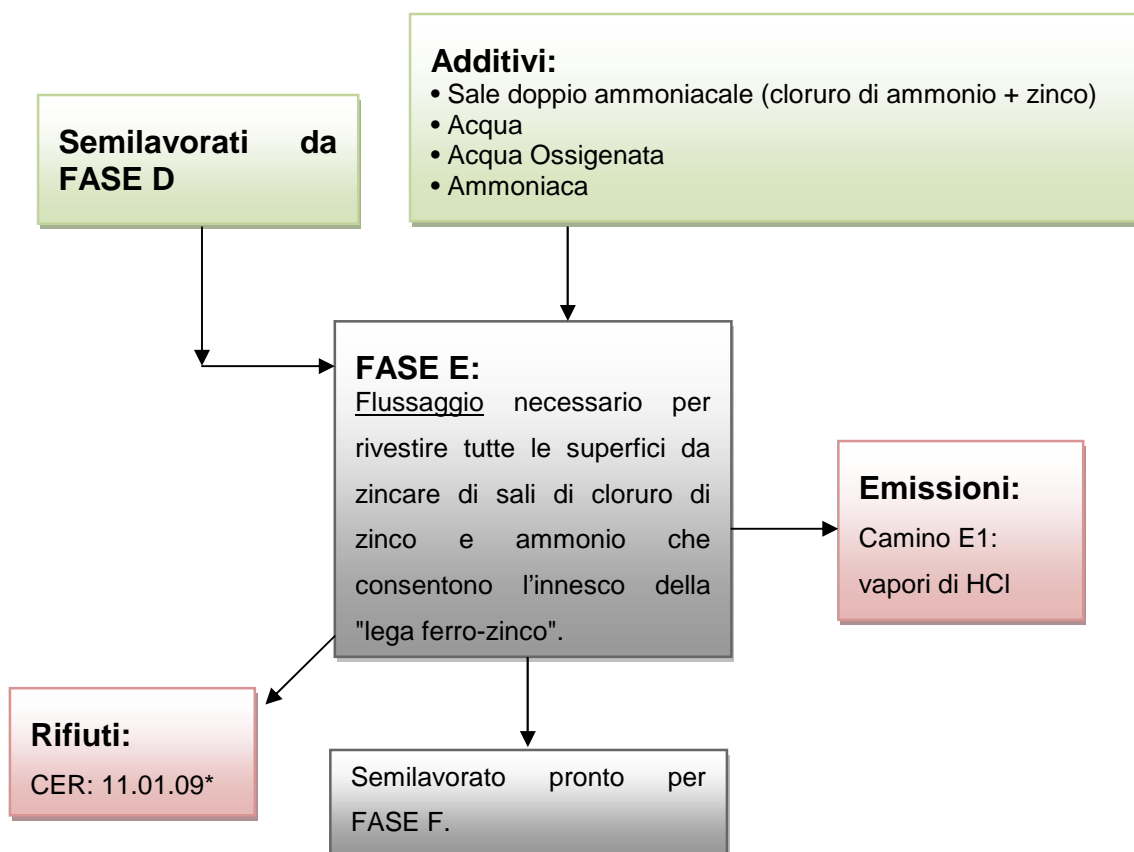 Semilavorati da
FASE D
Additivi:
• Sale doppio ammoniacale (cloruro di ammonio + zinco)
• Acqua
• Acqua Ossigenata
• Ammoniaca
FASE E:
Flussaggio necessario per
rivestire tutte le superfici da
zincare di sali di cloruro di
zinco e ammonio che
consentono l'innesco della
"lega ferro-zinco".
Emissioni:
Camino E1:
vapori di HCl
Rifiuti:
CER: 11.01.09*
Semilavorato pronto per
FASE F.